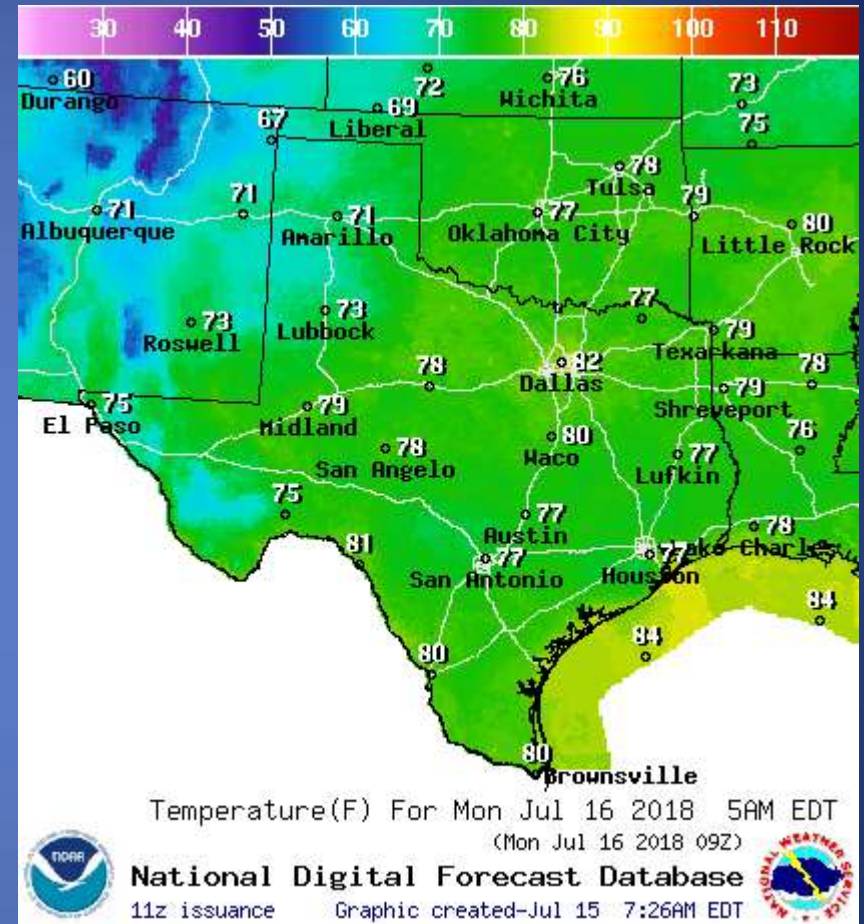 30 40 50 60 70 80 90 100 110
60 72 76 73
Durango Wichita
69
67 Liberal 75
78
Tulsa
71 71 71 77 79 80
Albuquerque Amarillo Oklahoma City Little Rock
73 73 77 79
Roswell Lubbock Texarkana
78 82 79 78
Dallas Shreveport
75 79
El Paso Midland
78 80 77 76
San Angelo Waco Lufkin
75 77 78
Austin Lake Charles
81 77 77
San Antonio Houston
84 84
80
80
Brownsville
Temperature(F) For Mon Jul 16 2018 5AM EDT
(Mon Jul 16 2018 09Z)
NOAA
NATIONAL WEATHER SERVICE
National Digital Forecast Database
11z issuance Graphic created-Jul 15 7:26AM EDT